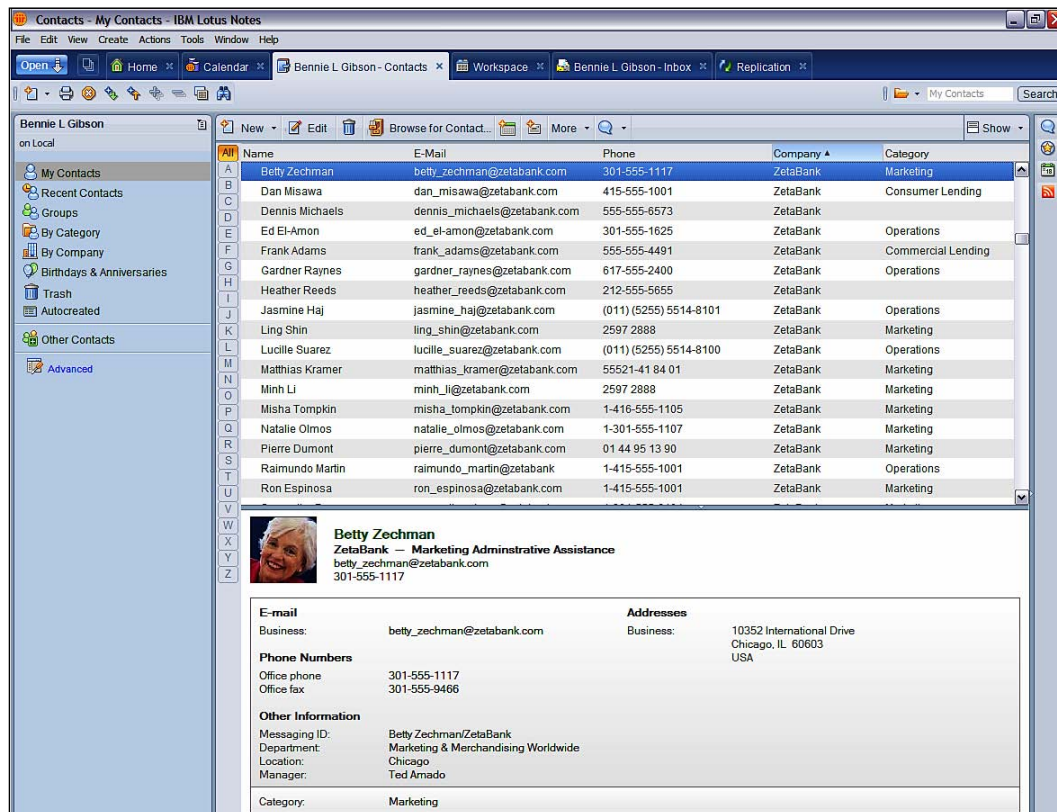 Contacts - My Contacts - IBM Lotus Notes
File Edit View Create Actions Tools Window Help
Open Home × Calendar × Bennie L Gibson - Contacts × Workspace × Bennie L Gibson - Inbox × Replication ×
My Contacts Search
Bennie L Gibson
on Local
My Contacts
Recent Contacts
Groups
By Category
By Company
Birthdays & Anniversaries
Trash
Autocreated
Other Contacts
Advanced
New Edit Browse for Contact... More Show
All
A
B
C
D
E
F
G
H
I
J
K
L
M
N
O
P
Q
R
S
T
U
V
W
X
Y
Z
Name E-Mail Phone Company Category
Betty Zechman betty_zechman@zetabank.com 301-555-1117 ZetaBank Marketing
Dan Misawa dan_misawa@zetabank.com 415-555-1001 ZetaBank Consumer Lending
Dennis Michaels dennis_michaels@zetabank.com 555-555-6573 ZetaBank
Ed El-Amon ed_el-amon@zetabank.com 301-555-1625 ZetaBank Operations
Frank Adams frank_adams@zetabank.com 555-555-4491 ZetaBank Commercial Lending
Gardner Raynes gardner_raynes@zetabank.com 617-555-2400 ZetaBank Operations
Heather Reeds heather_reeds@zetabank.com 212-555-5655 ZetaBank
Jasmine Haj jasmine_haj@zetabank.com (011) (5255) 5514-8101 ZetaBank Operations
Ling Shin ling_shin@zetabank.com 2597 2888 ZetaBank Marketing
Lucille Suarez lucille_suarez@zetabank.com (011) (5255) 5514-8100 ZetaBank Operations
Matthias Kramer matthias_kramer@zetabank.com 55521-41 84 01 ZetaBank Marketing
Minh Li minh_li@zetabank.com 2597 2888 ZetaBank Marketing
Misha Tompkin misha_tompkin@zetabank.com 1-416-555-1105 ZetaBank Marketing
Natalie Olmos natalie_olmos@zetabank.com 1-301-555-1107 ZetaBank Marketing
Pierre Dumont pierre_dumont@zetabank.com 01 44 95 13 90 ZetaBank Marketing
Raimundo Martin raimundo_martin@zetabank 1-415-555-1001 ZetaBank Operations
Ron Espinosa ron_espinosa@zetabank.com 1-415-555-1001 ZetaBank Marketing
Betty Zechman
ZetaBank — Marketing Adminstrative Assistance
betty_zechman@zetabank.com
301-555-1117
E-mail Addresses
Business: betty_zechman@zetabank.com Business: 10352 International Drive
Chicago, IL 60603
USA
Phone Numbers
Office phone 301-555-1117
Office fax 301-555-9466
Other Information
Messaging ID: Betty Zechman/ZetaBank
Department: Marketing & Merchandising Worldwide
Location: Chicago
Manager: Ted Amado
Category: Marketing